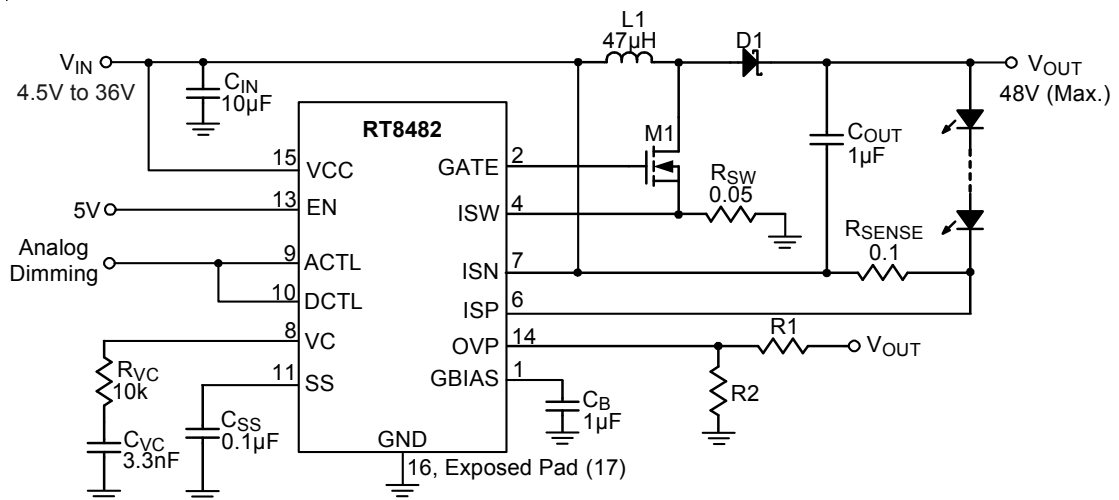 L1
47µH
D1
VIN
4.5V to 36V
CIN
10µF
VOUT
48V (Max.)
RT8482
M1
COUT
1µF
15
VCC
GATE
2
RSW
0.05
5V
13
EN
ISW
4
RSENSE
0.1
Analog
Dimming
9
ACTL
ISN
7
10
DCTL
ISP
6
8
VC
OVP
14
R1
VOUT
RVC
10k
11
SS
GBIAS
1
R2
CB
1µF
CSS
0.1µF
CVC
3.3nF
GND
16, Exposed Pad (17)